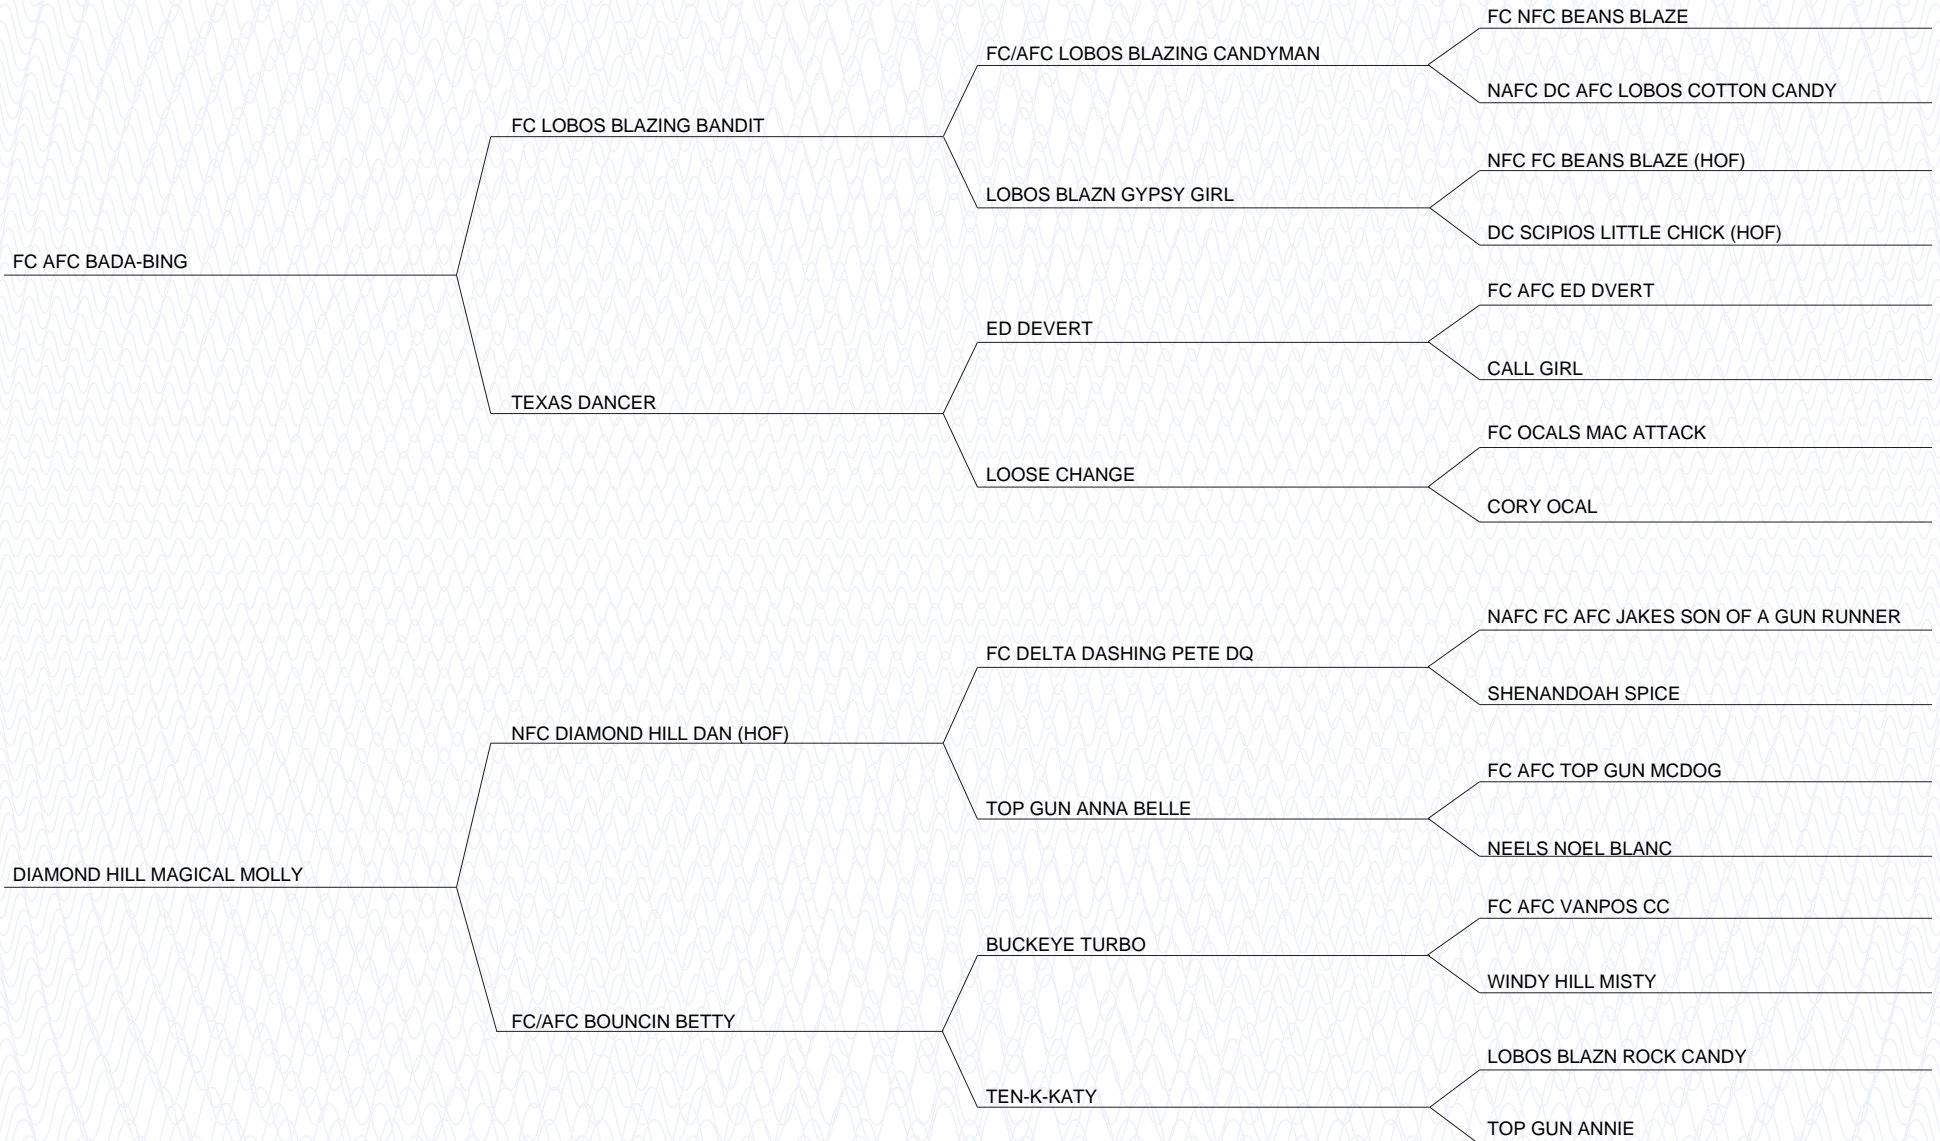 FC NFC BEANS BLAZE
FC/AFC LOBOS BLAZING CANDYMAN
NAFC DC AFC LOBOS COTTON CANDY
FC LOBOS BLAZING BANDIT
NFC FC BEANS BLAZE (HOF)
LOBOS BLAZN GYPSY GIRL
DC SCIPIOS LITTLE CHICK (HOF)
FC AFC BADA-BING
FC AFC ED DVERT
ED DEVERT
CALL GIRL
TEXAS DANCER
FC OCALS MAC ATTACK
LOOSE CHANGE
CORY OCAL
NAFC FC AFC JAKES SON OF A GUN RUNNER
FC DELTA DASHING PETE DQ
SHENANDOAH SPICE
NFC DIAMOND HILL DAN (HOF)
FC AFC TOP GUN MCDOG
TOP GUN ANNA BELLE
NEELS NOEL BLANC
DIAMOND HILL MAGICAL MOLLY
FC AFC VANPOS CC
BUCKEYE TURBO
WINDY HILL MISTY
FC/AFC BOUNCIN BETTY
LOBOS BLAZN ROCK CANDY
TEN-K-KATY
TOP GUN ANNIE